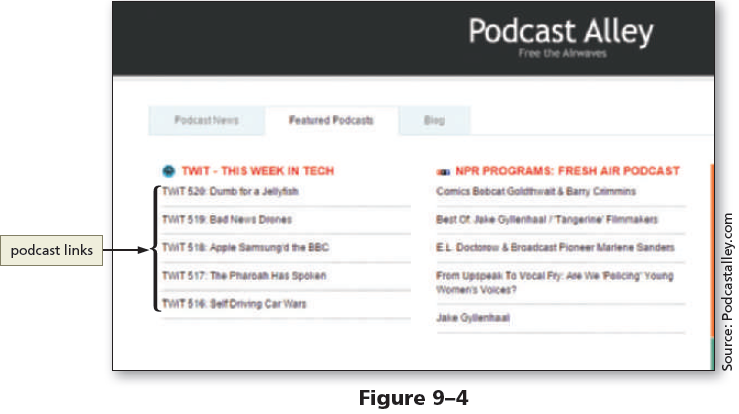 Podcast Alley
Free the Airwaves
Podcast News
Featured Podcasts
Blog
TWIT - THIS WEEK IN TECH
TWiT 520: Dumb for a Jellyfish
TWiT 519: Bad News Drones
TWiT 518: Apple Samsung'd the BBC
TWiT 517: The Pharoah Has Spoken
TWiT 516: Self Driving Car Wars
NPR PROGRAMS: FRESH AIR PODCAST
Comics Bobcat Goldthwait & Barry Crimmins
Best Of: Jake Gyllenhaal / 'Tangerine' Filmmakers
E.L. Doctorow & Broadcast Pioneer Marlene Sanders
From Upspeak To Vocal Fry: Are We 'Policing' Young
Women's Voices?
Jake Gyllenhaal
podcast links
Source: Podcastalley.com
Figure 9–4